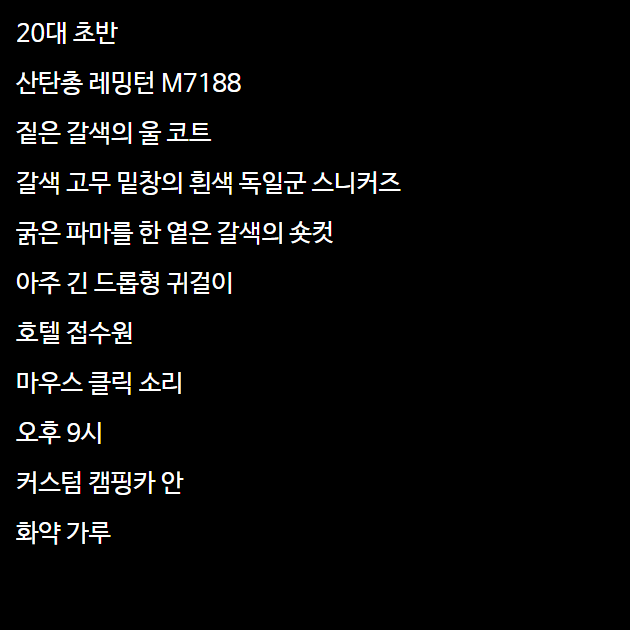 20대 초반
산탄총 레밍턴 M7188
짙은 갈색의 울 코트
갈색 고무 밑창의 흰색 독일군 스니커즈
굵은 파마를 한 옅은 갈색의 숏컷
아주 긴 드롭형 귀걸이
호텔 접수원
마우스 클릭 소리
오후 9시
커스텀 캠핑카 안
화약 가루